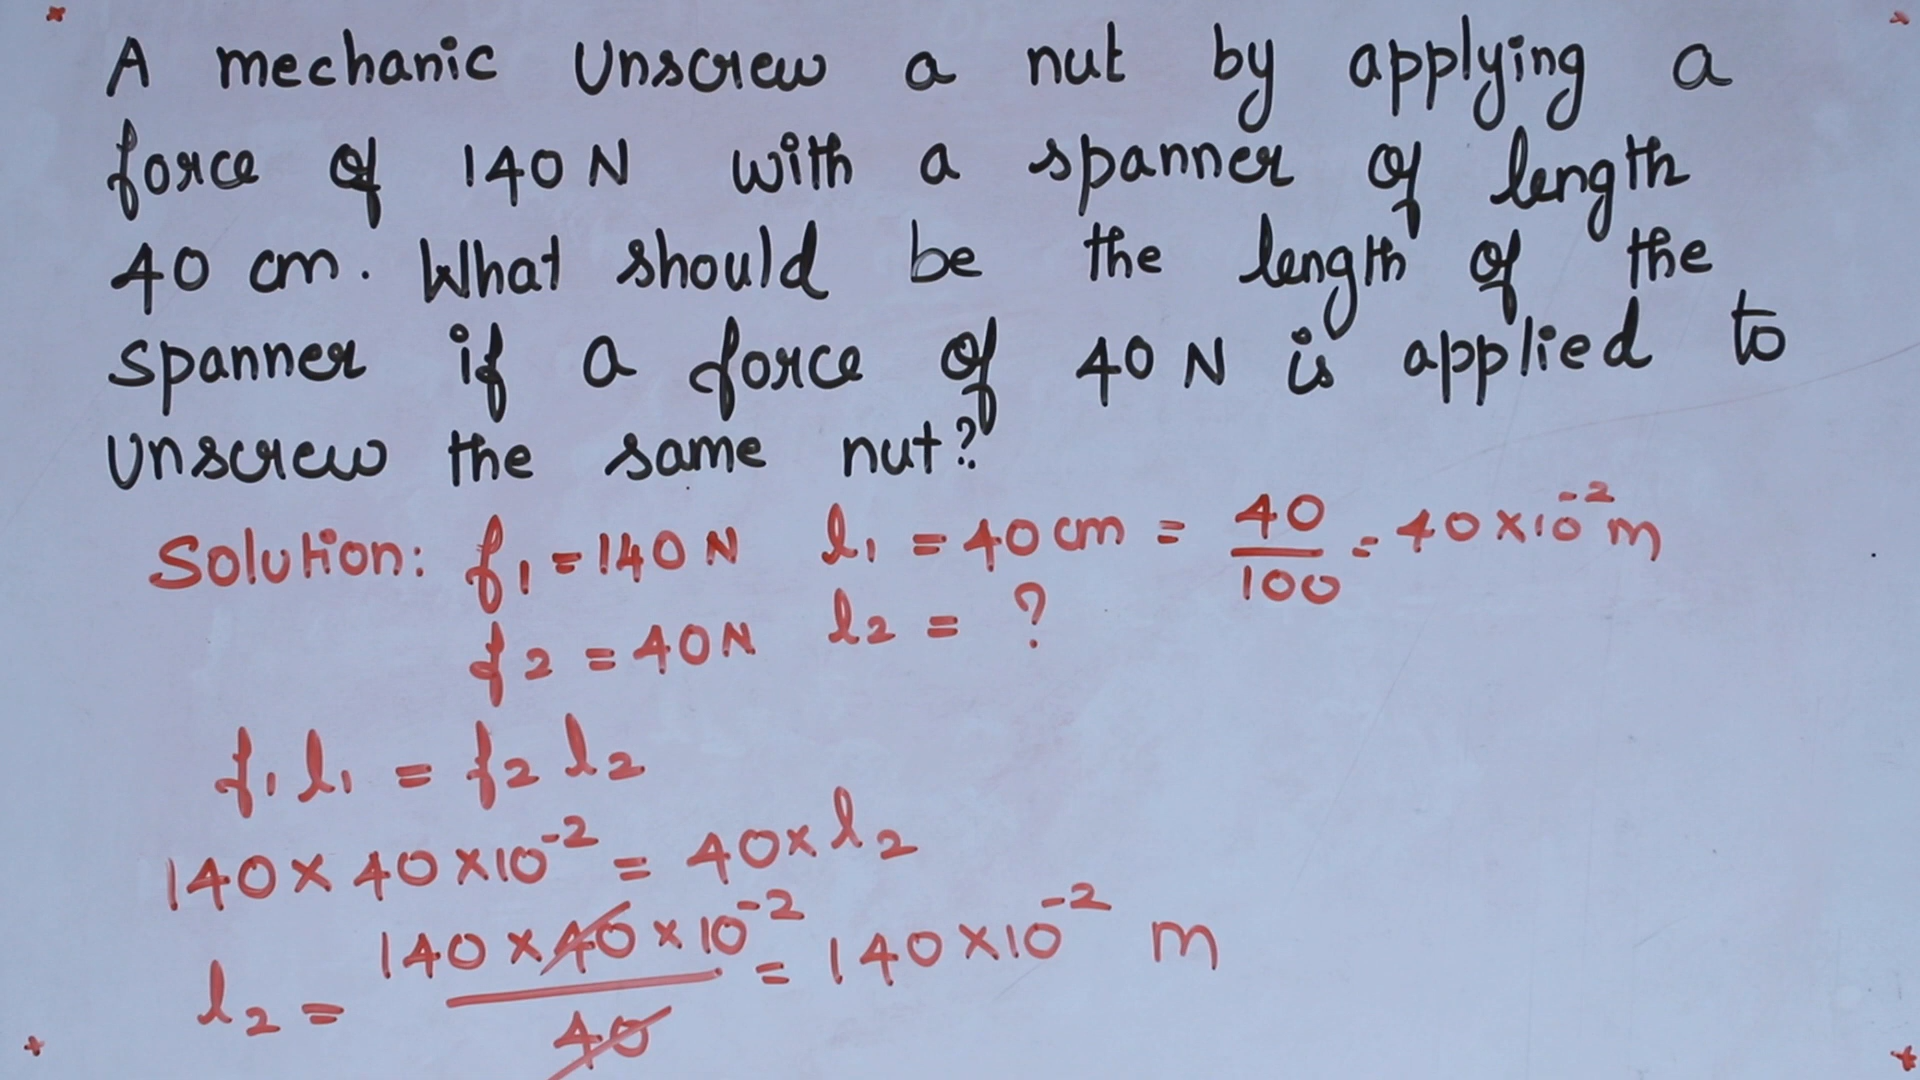 A mechanic Unscrew a nut by applying a
force of 140 N with a spanner of length
40 cm. What should be the length of the
spanner if a force of 40 N is applied to
Unscrew the same nut?
Solution: f₁ = 140 N l₁ = 40 cm = 40/100 = 40 × 10⁻² m
f₂ = 40 N l₂ = ?
f₁ l₁ = f₂ l₂
140 × 40 × 10⁻² = 40 × l₂
l₂ = 140 × 40 × 10⁻² / 40 = 140 × 10⁻² m